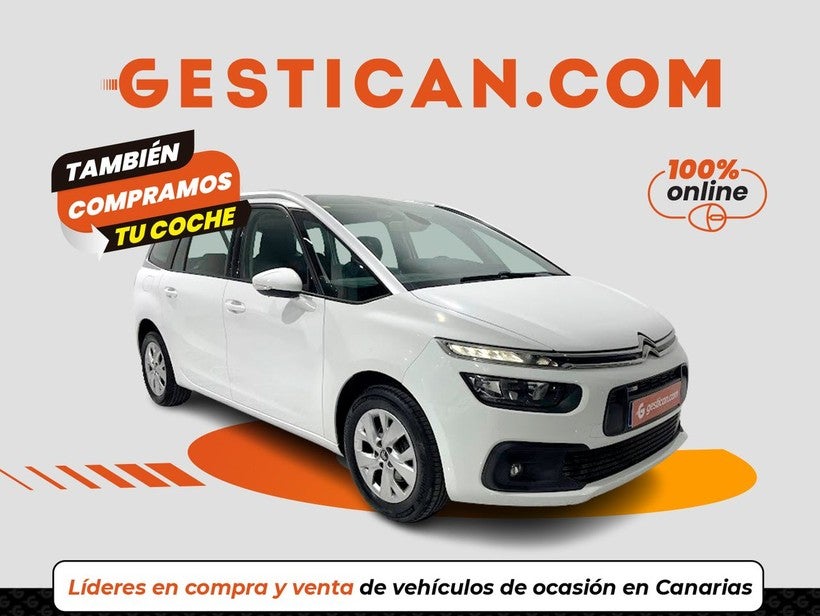 GESTICAN.COM
TAMBIÉN
COMPRAMOS
TU COCHE
100%
online
gestican.com
Líderes en compra y venta de vehículos de ocasión en Canarias